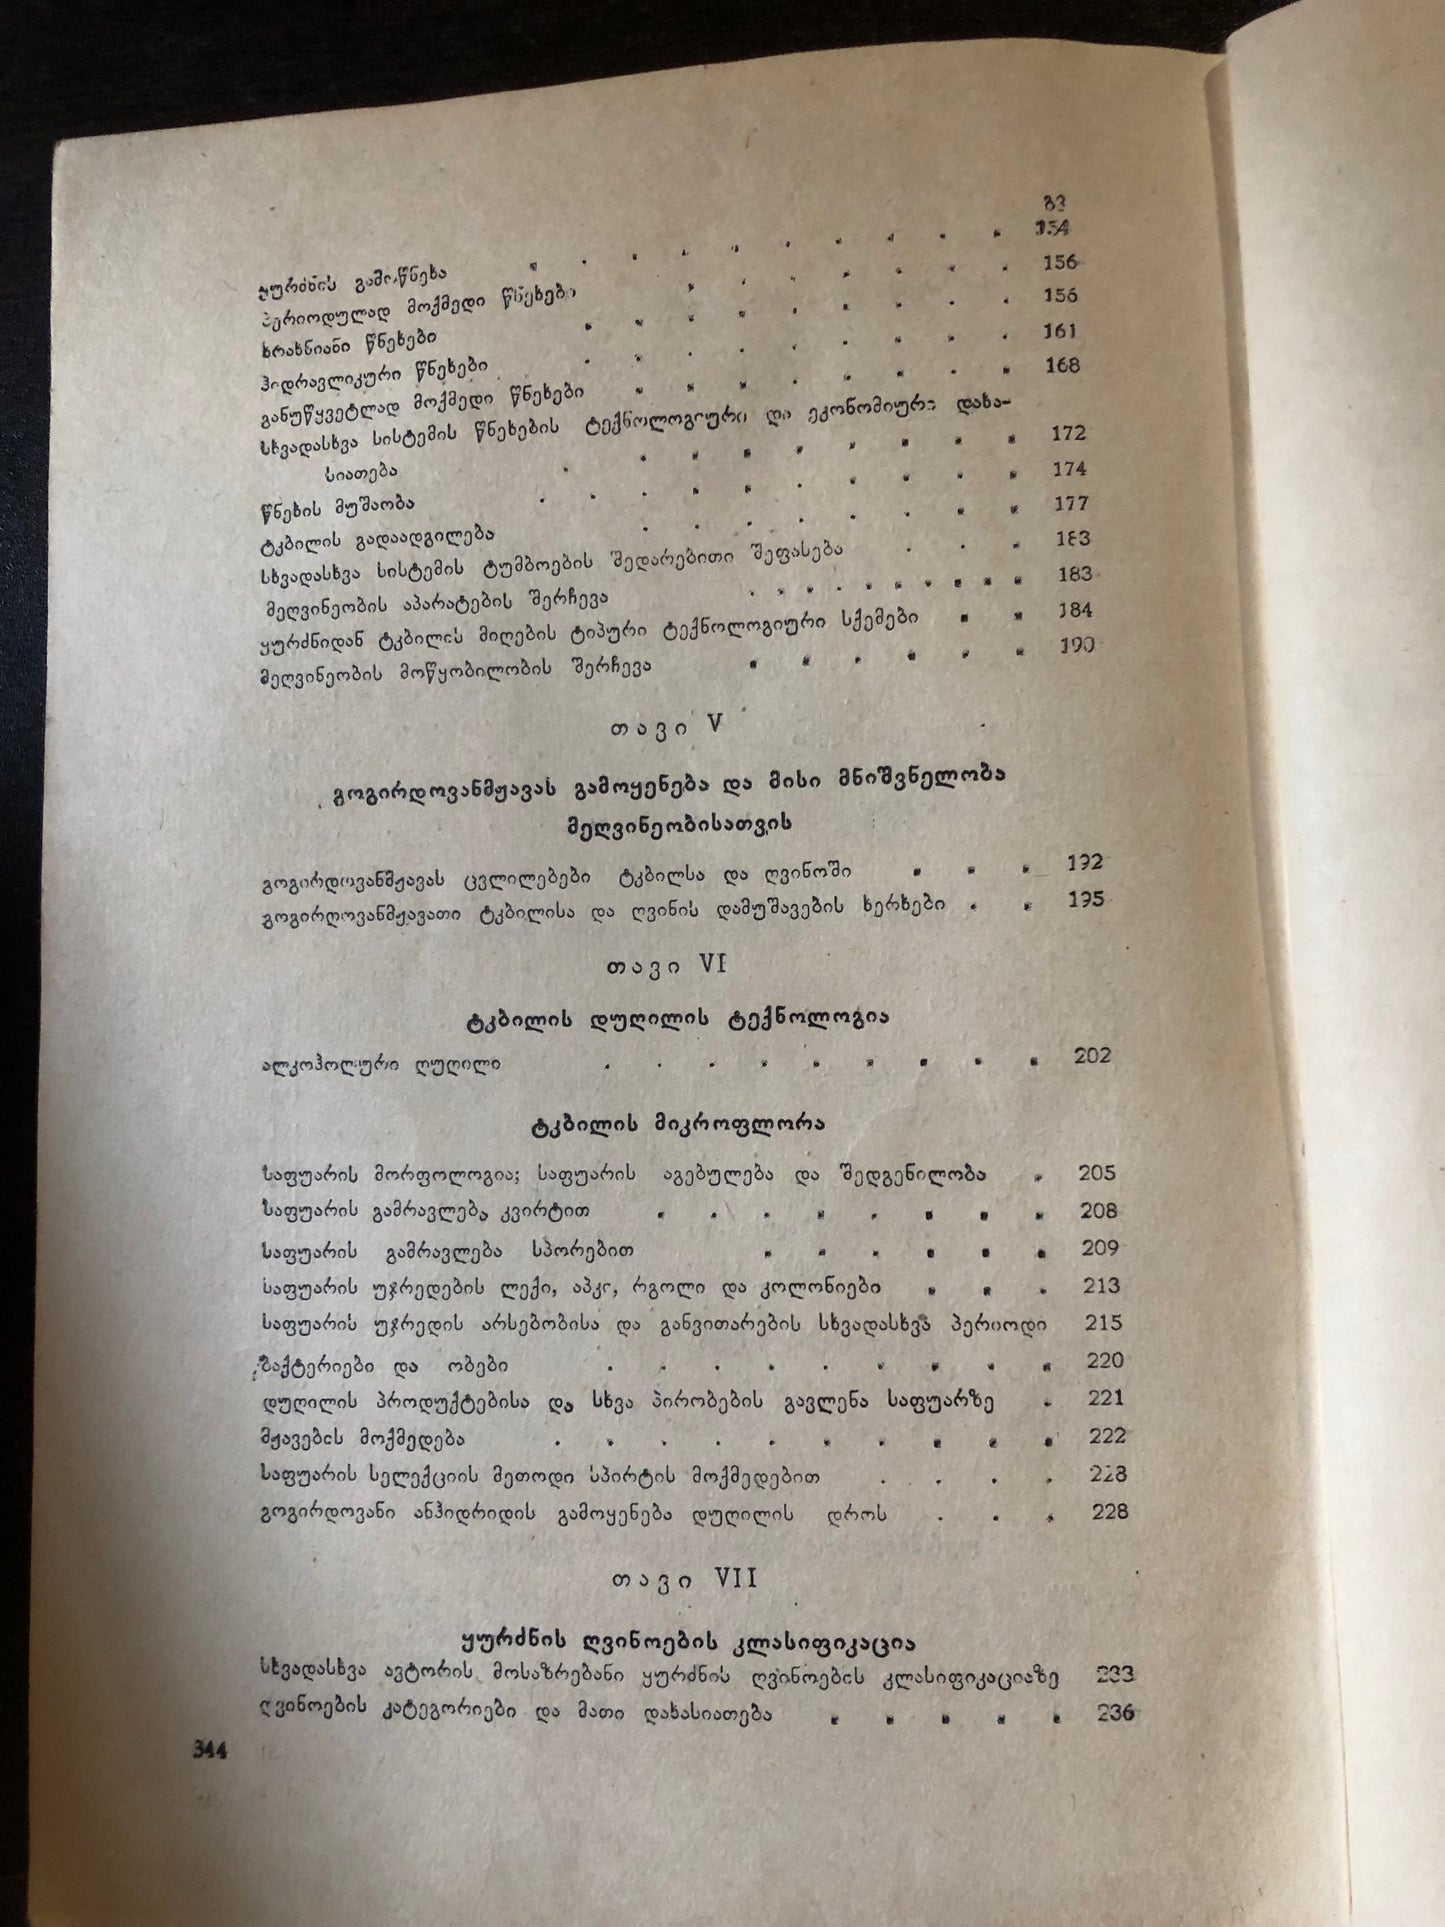 გვ
ყურძნის გამოწნეხა . . . . . . . . . . 154
პერიოდულად მოქმედი წნეხები . . . . . . . 156
ხრახნიანი წნეხები . . . . . . . . . 156
ჰიდრავლიკური წნეხები . . . . . . . . . 161
განუწყვეტლად მოქმედი წნეხები . . . . . . . . 168
სხვადასხვა სისტემის წნეხების ტექნოლოგიური და ეკონომიური დახა-
სიათება . . . . . . . . . 172
წნეხის მუშაობა . . . . . . . . . . 174
ტკბილის გადაადგილება . . . . . . . . 177
სხვადასხვა სისტემის ტუმბოების შედარებითი შეფასება . . . 183
მეღვინეობის აპარატების შერჩევა . . . . . . . . . . 183
ყურძნიდან ტკბილის მიღების ტიპური ტექნოლოგიური სქემები . . 184
მეღვინეობის მოწყობილობის შერჩევა . . . . . . 190
თავი V
გოგირდოვანმჟავას გამოყენება და მისი მნიშვნელობა
მეღვინეობისათვის
გოგირდოვანმჟავას ცვლილებები ტკბილსა და ღვინოში . . . 192
გოგირდოვანმჟავათი ტკბილისა და ღვინის დამუშავების ხერხები . . 195
თავი VI
ტკბილის დუღილის ტექნოლოგია
ალკოჰოლური დუღილი . . . . . . . . . 202
ტკბილის მიკროფლორა
საფუარის მორფოლოგია; საფუარის აგებულება და შედგენილობა . 205
საფუარის გამრავლება კვირტით . . . . . . . . 208
საფუარის გამრავლება სპორებით . . . . . . 209
საფუარის უჯრედების ლექი, აპკი, რგოლი და კოლონიები . . . 213
საფუარის უჯრედის არსებობისა და განვითარების სხვადასხვა პერიოდი 215
ბაქტერიები და ობები . . . . . . . . . 220
დუღილის პროდუქტებისა და სხვა პირობების გავლენა საფუარზე . 221
მჟავების მოქმედება . . . . . . . . . . 222
საფუარის სელექციის მეთოდი სპირტის მოქმედებით . . . . 228
გოგირდოვანი ანჰიდრიდის გამოყენება დუღილის დროს . . . 228
თავი VII
ყურძნის ღვინოების კლასიფიკაცია
სხვადასხვა ავტორის მოსაზრებანი ყურძნის ღვინოების კლასიფიკაციაზე 233
ღვინოების კატეგორიები და მათი დახასიათება . . . . . 236
344